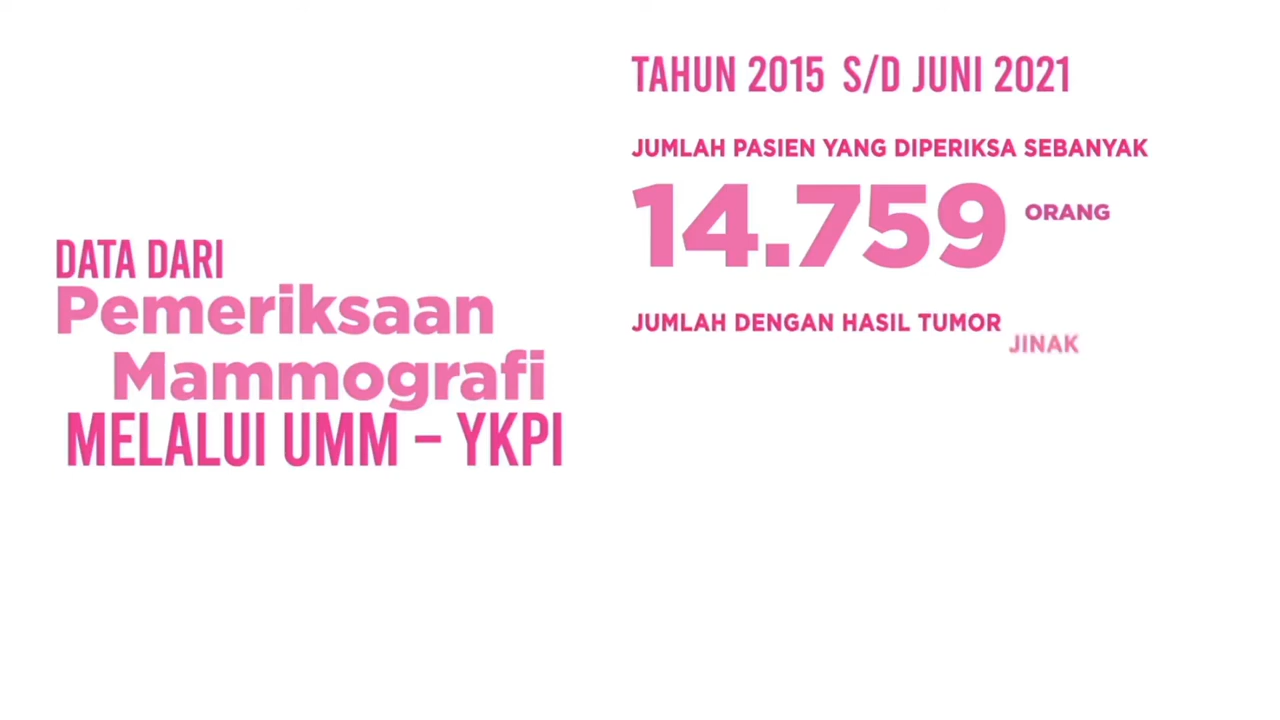 DATA DARI
Pemeriksaan
Mammografi
MELALUI UMM – YKPI
TAHUN 2015 S/D JUNI 2021
JUMLAH PASIEN YANG DIPERIKSA SEBANYAK
14.759 ORANG
JUMLAH DENGAN HASIL TUMOR JINAK